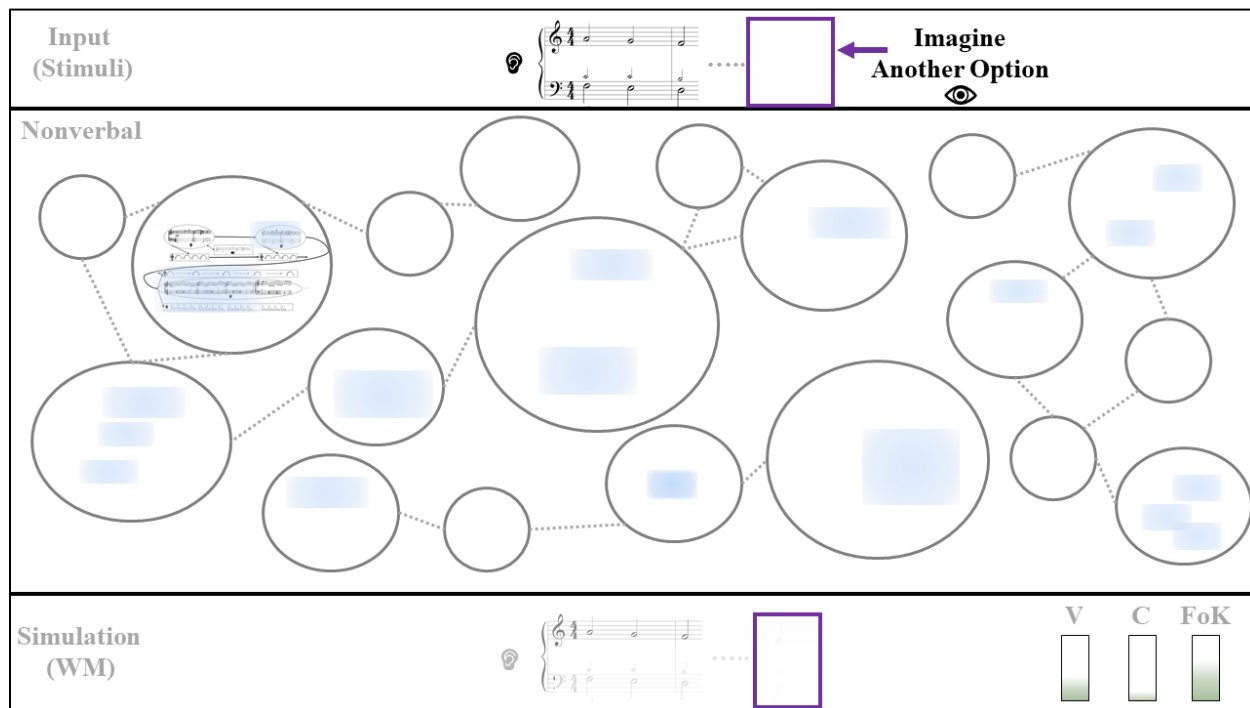 Input
(Stimuli)
Imagine
Another Option
Nonverbal
Simulation
(WM)
V C FoK